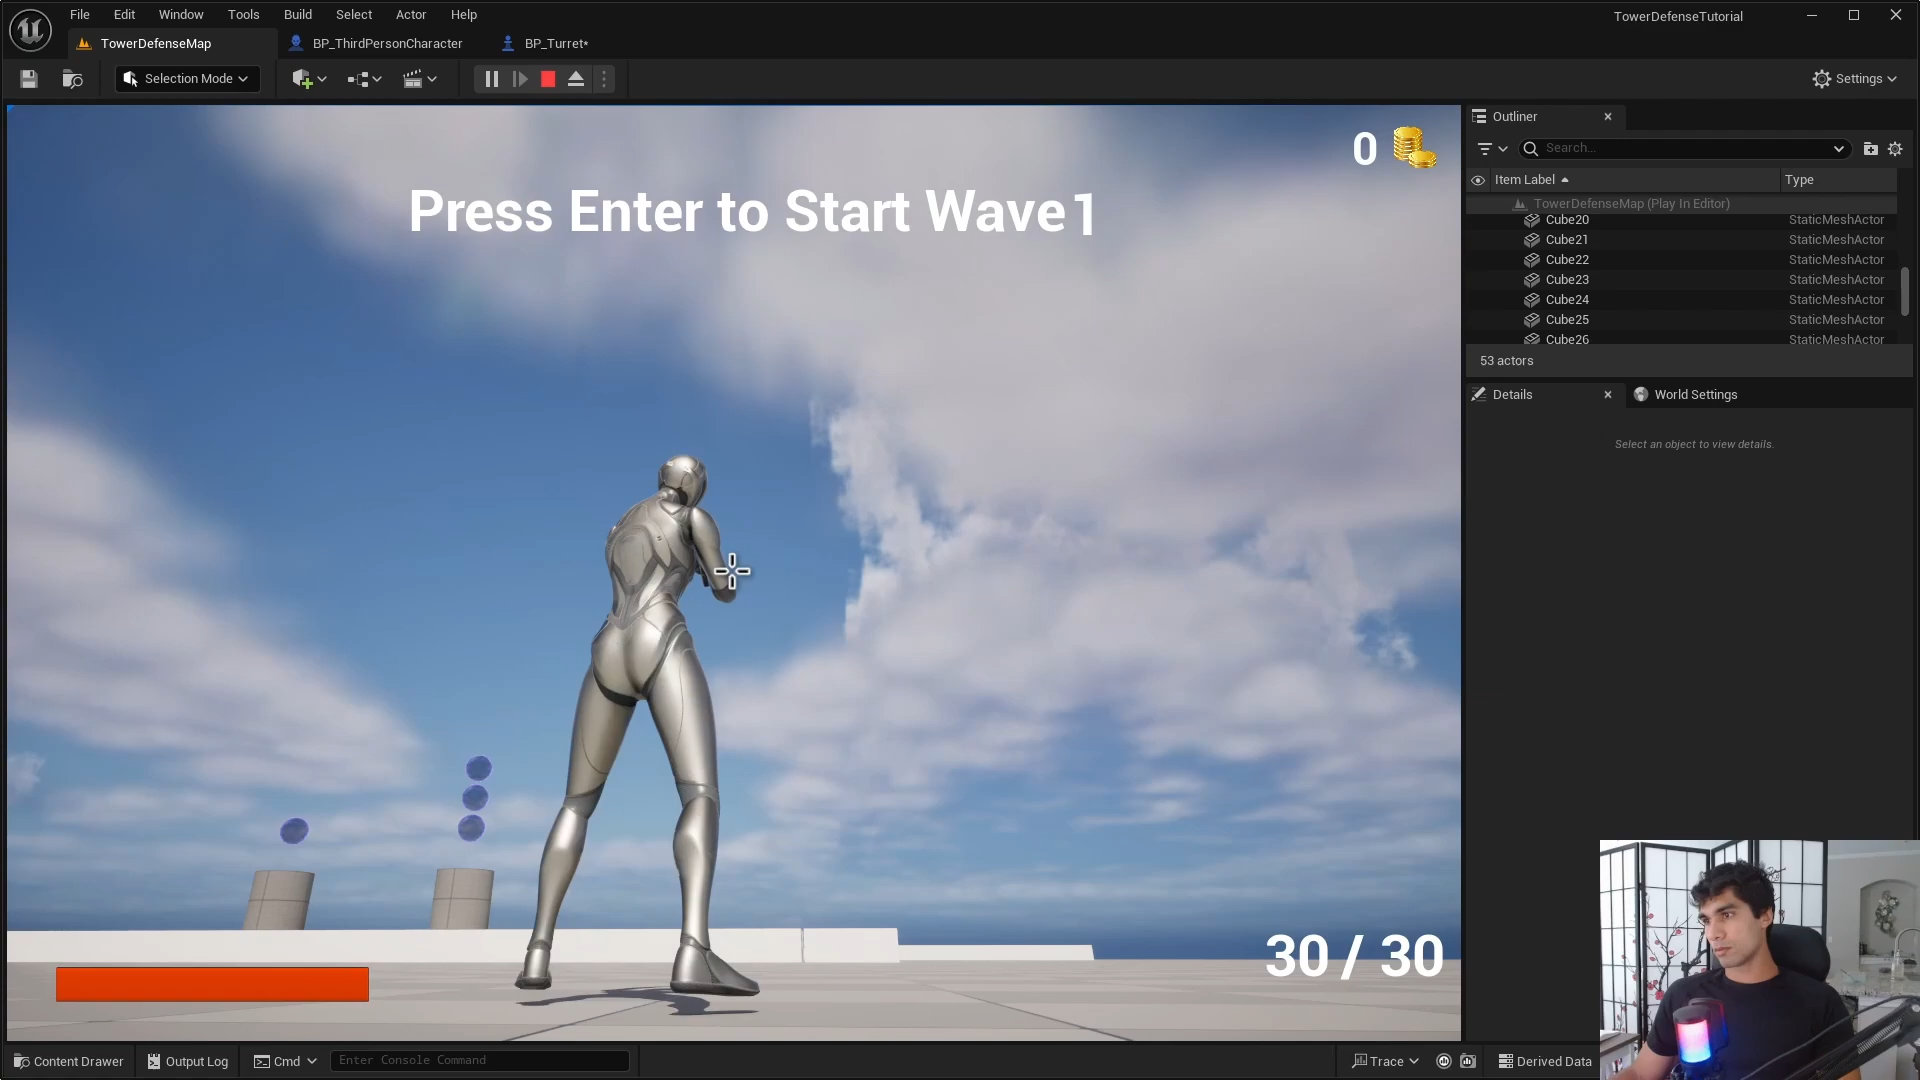 File Edit Window Tools Build Select Actor Help
TowerDefenseTutorial
TowerDefenseMap
BP_ThirdPersonCharacter
BP_Turret*
Selection Mode
Settings
0
Press Enter to Start Wave 1
30 / 30
Outliner
Search...
Item Label
Type
TowerDefenseMap (Play In Editor)
Cube20 StaticMeshActor
Cube21 StaticMeshActor
Cube22 StaticMeshActor
Cube23 StaticMeshActor
Cube24 StaticMeshActor
Cube25 StaticMeshActor
Cube26 StaticMeshActor
53 actors
Details
World Settings
Select an object to view details.
Content Drawer
Output Log
Cmd
Enter Console Command
Trace
Derived Data